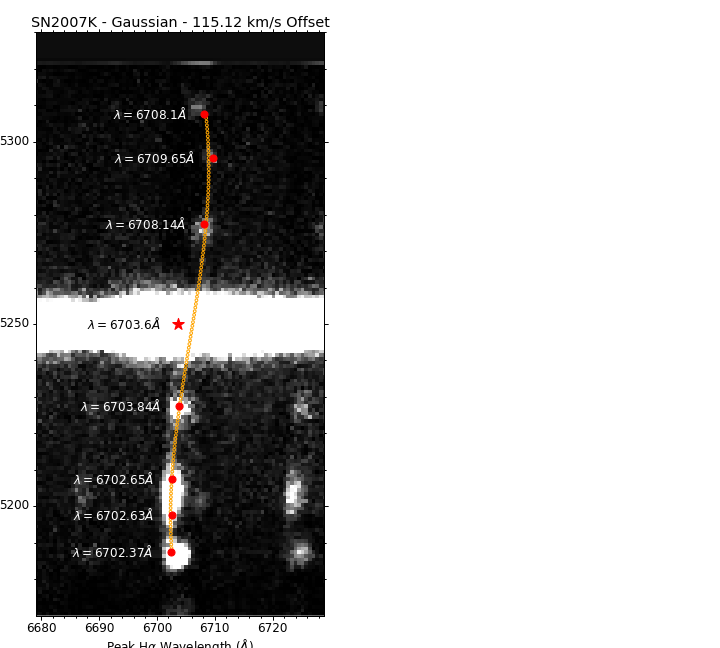 SN2007K - Gaussian - 115.12 km/s Offset
λ = 6708.1Å
5300
λ = 6709.65Å
λ = 6708.14Å
5250
λ = 6703.6Å
λ = 6703.84Å
λ = 6702.65Å
5200
λ = 6702.63Å
λ = 6702.37Å
6680 6690 6700 6710 6720
Peak Hα Wavelength (Å)